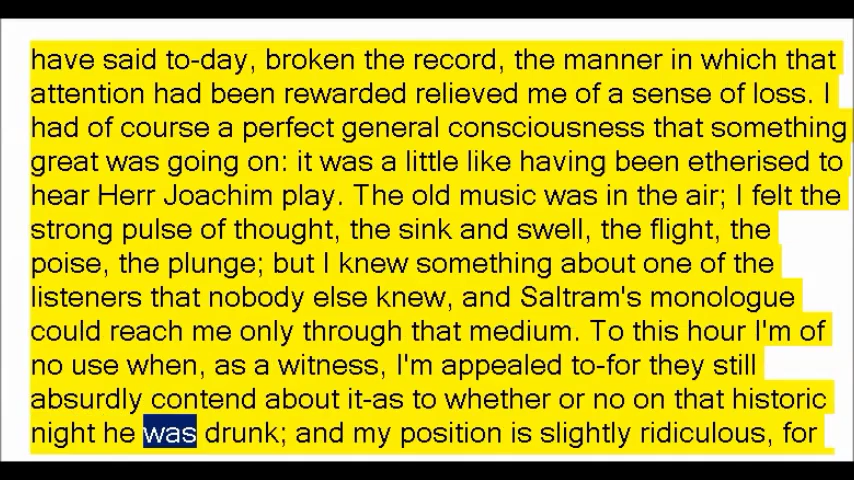 have said to-day, broken the record, the manner in which that
attention had been rewarded relieved me of a sense of loss. I
had of course a perfect general consciousness that something
great was going on: it was a little like having been etherised to
hear Herr Joachim play. The old music was in the air; I felt the
strong pulse of thought, the sink and swell, the flight, the
poise, the plunge; but I knew something about one of the
listeners that nobody else knew, and Saltram's monologue
could reach me only through that medium. To this hour I'm of
no use when, as a witness, I'm appealed to-for they still
absurdly contend about it-as to whether or no on that historic
night he was drunk; and my position is slightly ridiculous, for